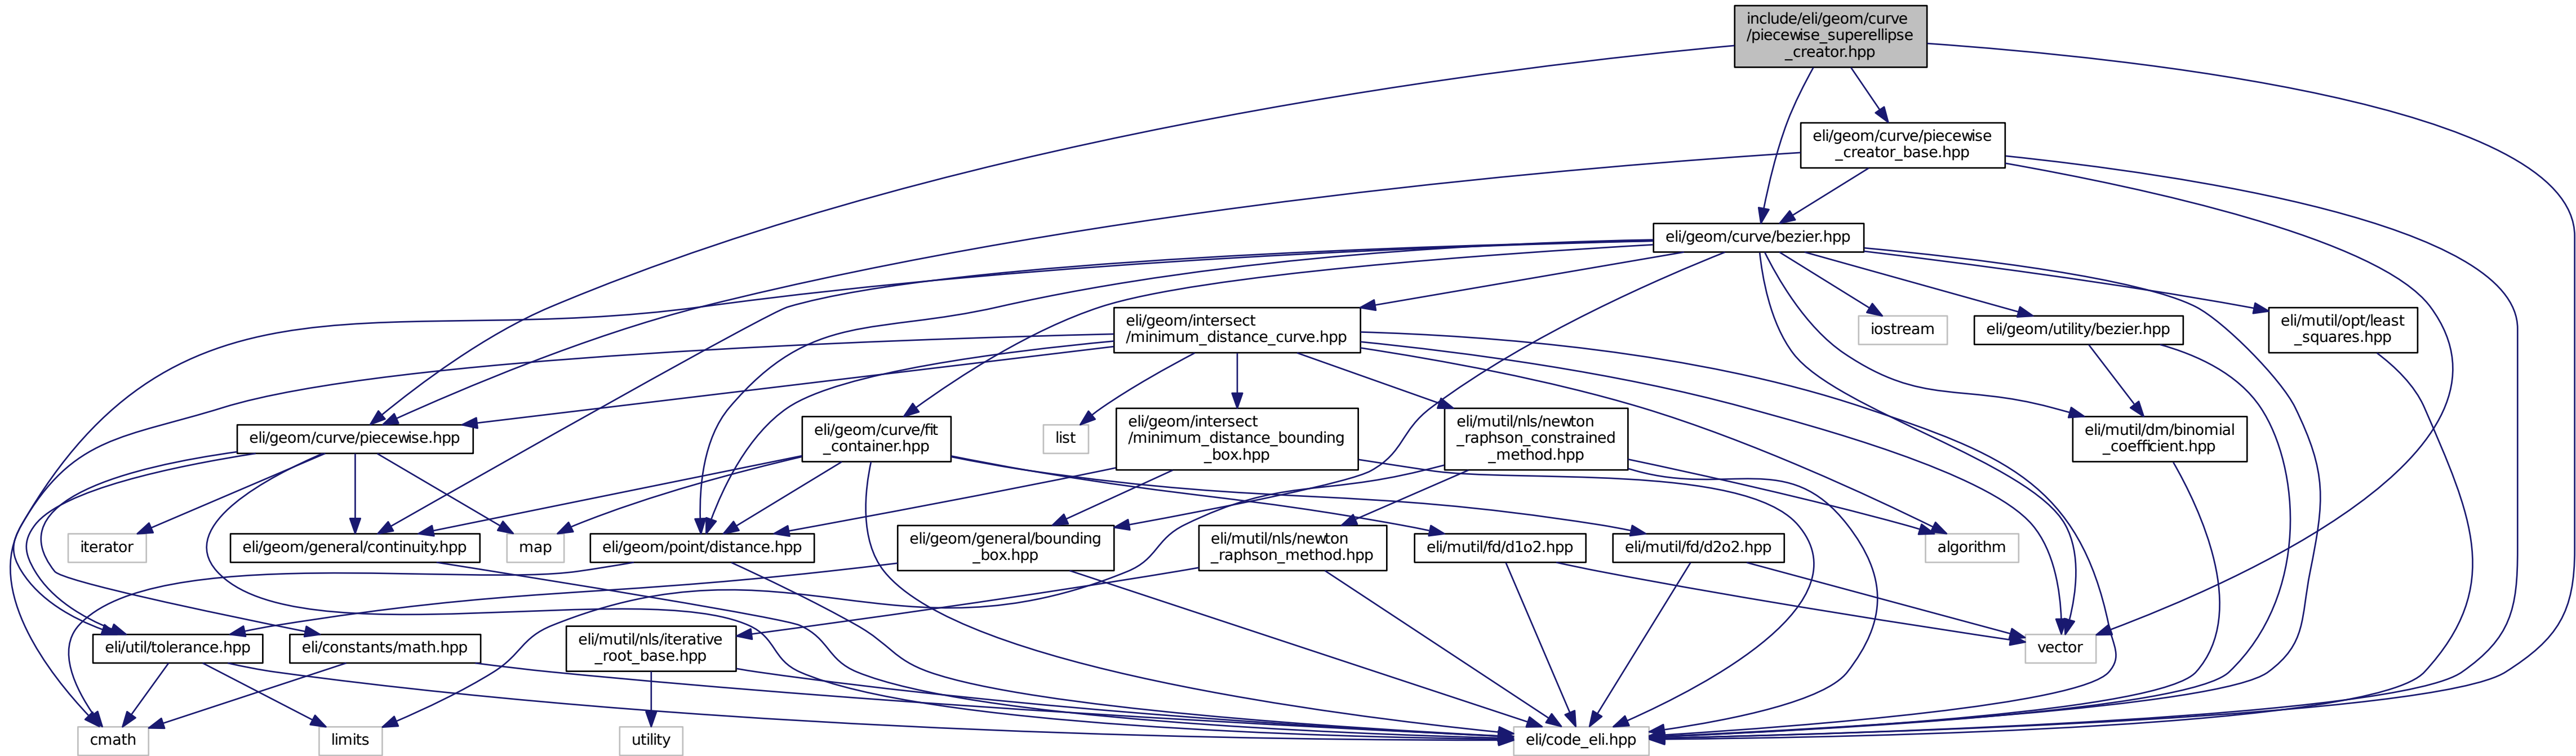 include/eli/geom/curve
/piecewise_superellipse
_creator.hpp
eli/geom/curve/piecewise
_creator_base.hpp
eli/geom/curve/bezier.hpp
eli/geom/intersect
/minimum_distance_curve.hpp
iostream
eli/geom/utility/bezier.hpp
eli/mutil/opt/least
_squares.hpp
eli/geom/curve/piecewise.hpp
eli/geom/curve/fit
_container.hpp
list
eli/geom/intersect
/minimum_distance_bounding
_box.hpp
eli/mutil/nls/newton
_raphson_constrained
_method.hpp
eli/mutil/dm/binomial
_coefficient.hpp
iterator
eli/geom/general/continuity.hpp
map
eli/geom/point/distance.hpp
eli/geom/general/bounding
_box.hpp
eli/mutil/nls/newton
_raphson_method.hpp
eli/mutil/fd/d1o2.hpp
eli/mutil/fd/d2o2.hpp
algorithm
eli/util/tolerance.hpp
eli/constants/math.hpp
eli/mutil/nls/iterative
_root_base.hpp
vector
cmath
limits
utility
eli/code_eli.hpp